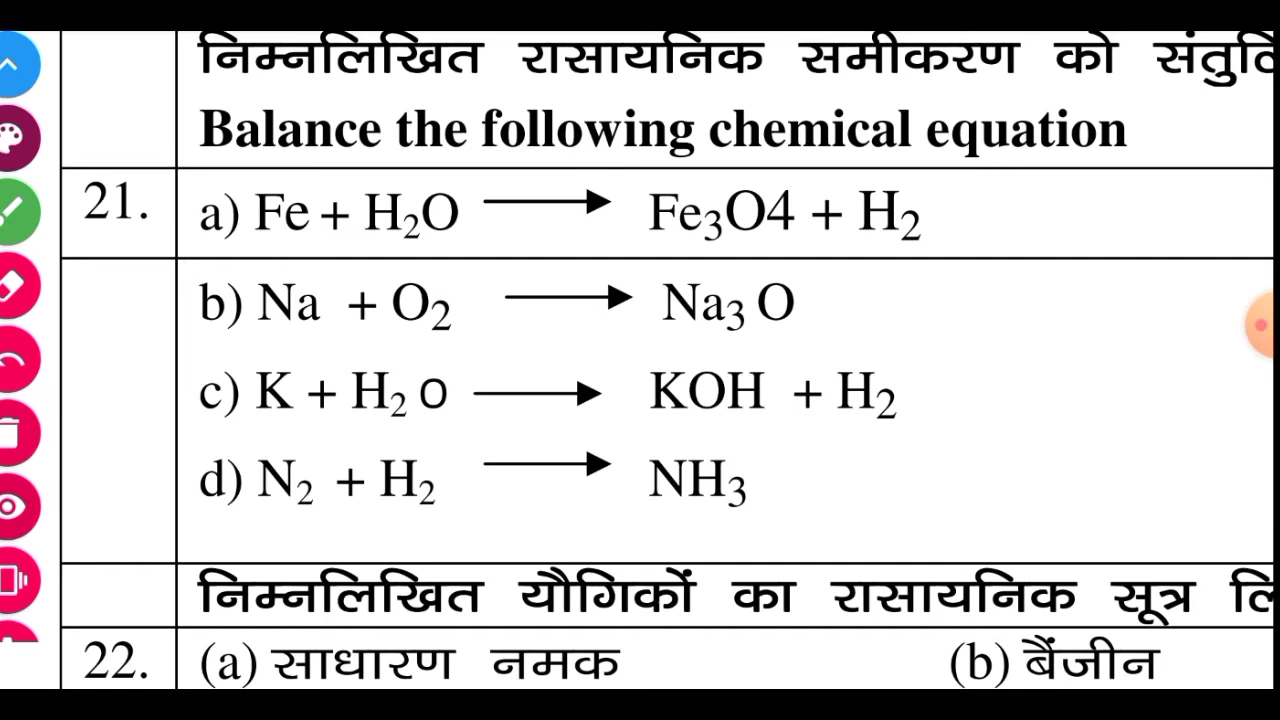 निम्नलिखित रासायनिक समीकरण को
Balance the following chemical equation
21. a) Fe + H₂O ⟶ Fe₃O4 + H₂
b) Na + O₂ ⟶ Na₃ O
c) K + H₂ O ⟶ KOH + H₂
d) N₂ + H₂ ⟶ NH₃
निम्नलिखित यौगिकों का रासायनिक सूत्र
22. (a) साधारण नमक (b) बैंजीन